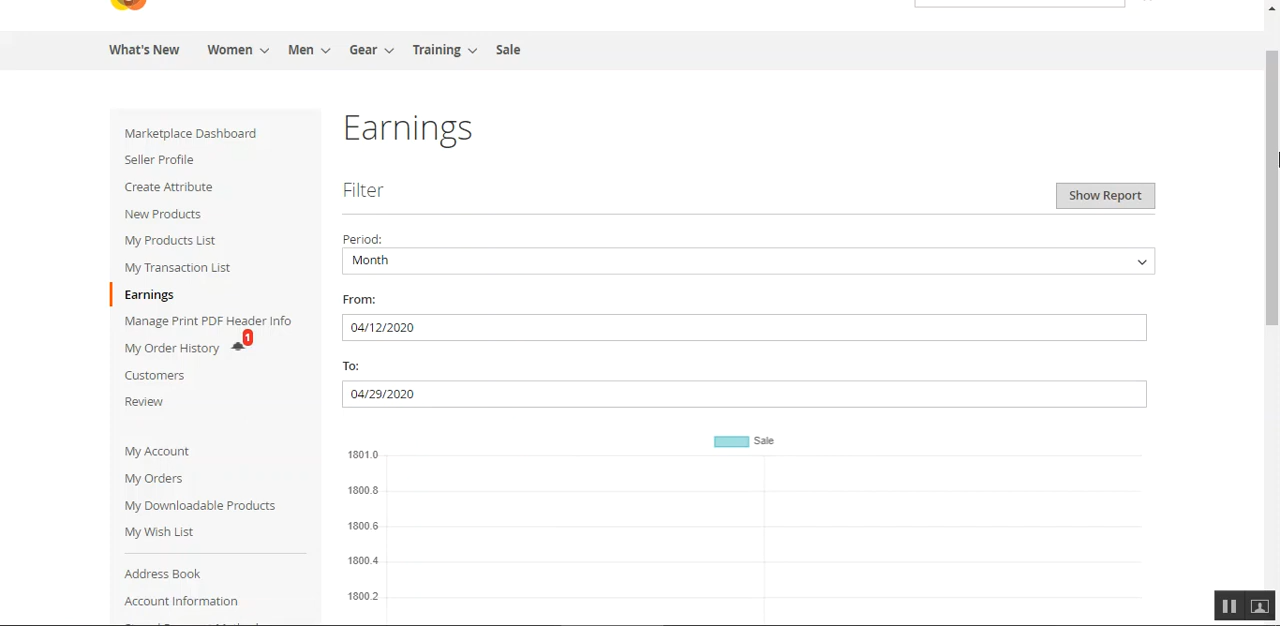 What's New Women Men Gear Training Sale
Marketplace Dashboard
Seller Profile
Create Attribute
New Products
My Products List
My Transaction List
Earnings
Manage Print PDF Header Info
My Order History 1
Customers
Review
My Account
My Orders
My Downloadable Products
My Wish List
Address Book
Account Information
Earnings
Filter
Show Report
Period:
Month
From:
04/12/2020
To:
04/29/2020
Sale
1801.0
1800.8
1800.6
1800.4
1800.2